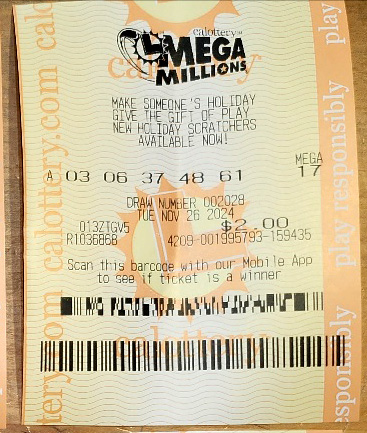 calottery
MEGA
MILLIONS
MAKE SOMEONE'S HOLIDAY
GIVE THE GIFT OF PLAY
NEW HOLIDAY SCRATCHERS
AVAILABLE NOW!
MEGA
A 03 06 37 48 61 17
DRAW NUMBER 002028
TUE NOV 26 2024
013ZTGV5 $2.00
R103686B 4209-001995793-159435
Scan this barcode with our Mobile App
to see if ticket is a winner
calottery.com
play responsibly